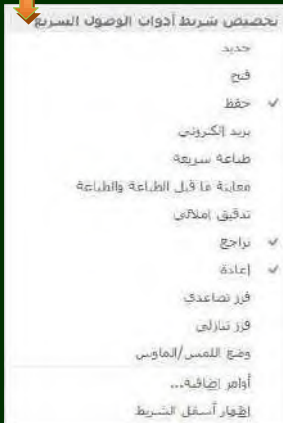 تخصيص شريط أدوات الوصول السريع
جديد
فتح
حفظ
بريد إلكتروني
طباعة سريعة
معاينة ما قبل الطباعة والطباعة
تدقيق إملائي
تراجع
إعادة
فرز تصاعدي
فرز تنازلي
وضع اللمس/الماوس
أوامر إضافية...
إظهار أسفل الشريط